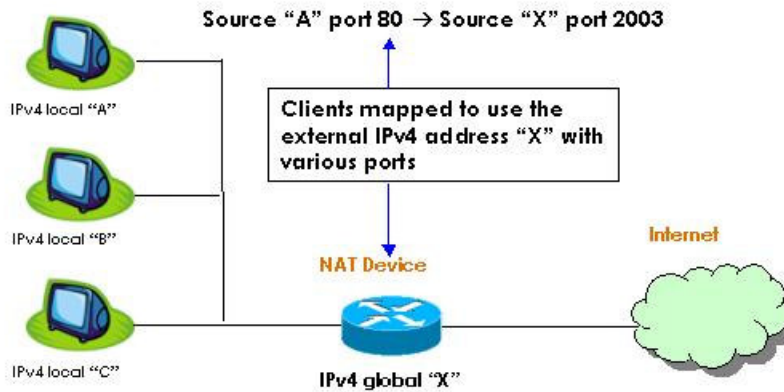 Source “A” port 80 → Source “X” port 2003
IPv4 local “A”
Clients mapped to use the
external IPv4 address “X” with
various ports
IPv4 local “B”
NAT Device
Internet
IPv4 local “C”
IPv4 global “X”